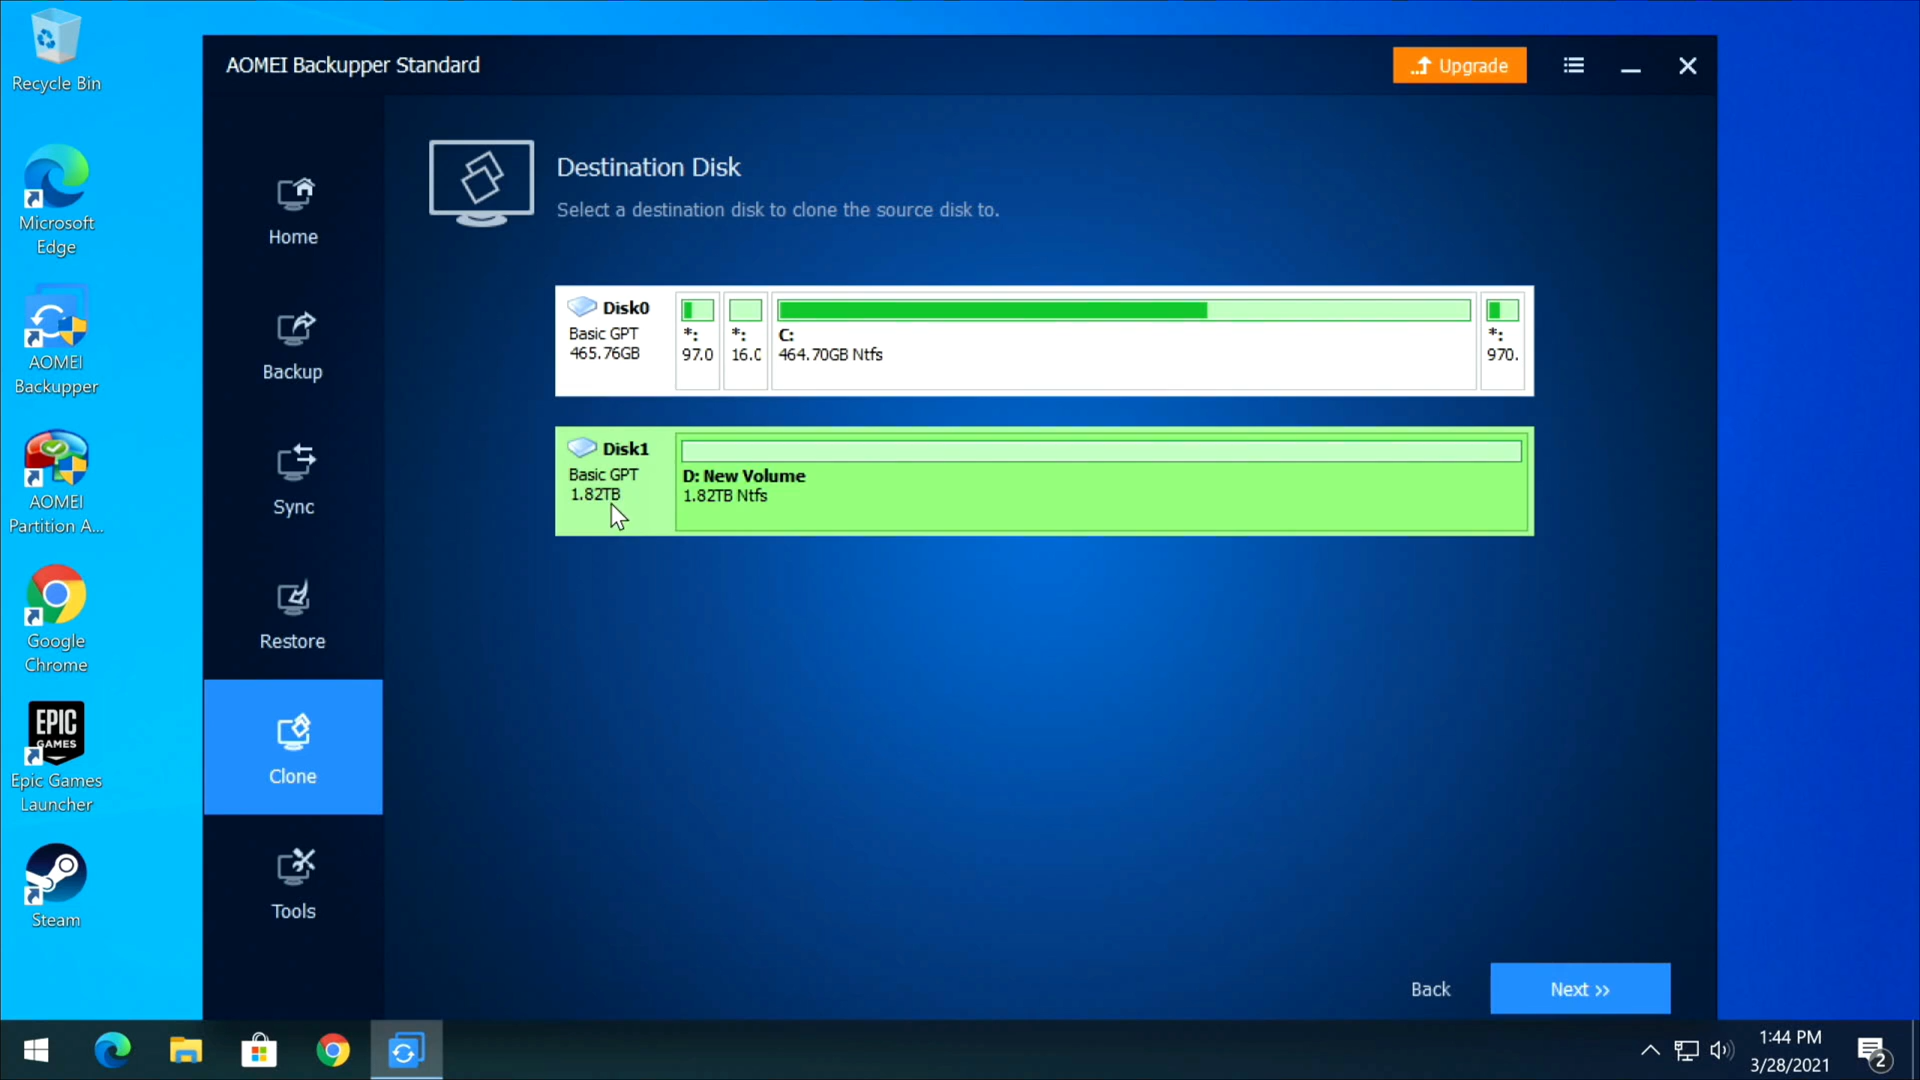 Recycle Bin
Microsoft
Edge
AOMEI
Backupper
AOMEI
Partition A...
Google
Chrome
EPIC
GAMES
Epic Games
Launcher
Steam
AOMEI Backupper Standard
Upgrade
Home
Backup
Sync
Restore
Clone
Tools
Destination Disk
Select a destination disk to clone the source disk to.
Disk0
Basic GPT
465.76GB
*:
97.0
*:
16.0
C:
464.70GB Ntfs
*:
970.
Disk1
Basic GPT
1.82TB
D: New Volume
1.82TB Ntfs
Back
Next >>
1:44 PM
3/28/2021
2